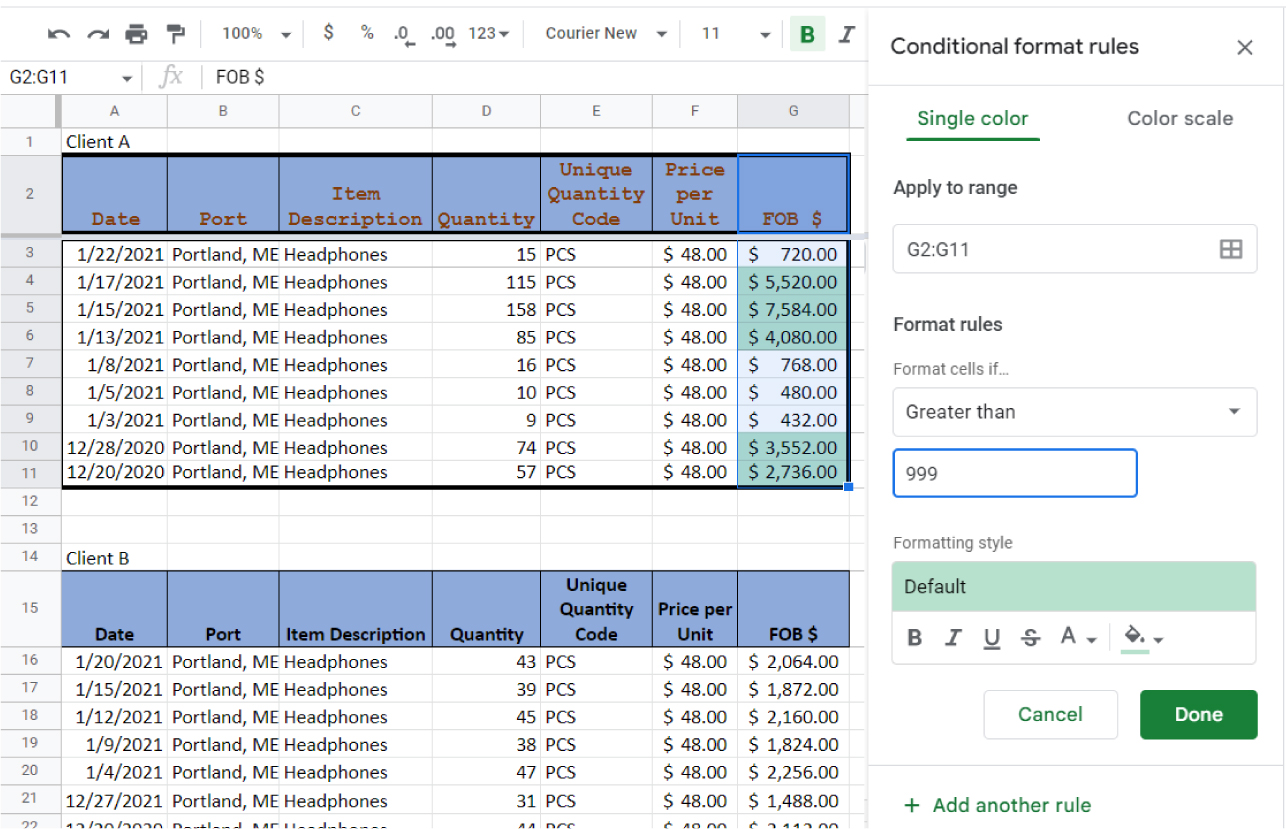 100% $ % .0 .00 123 Courier New 11 B I
G2:G11 fx FOB $
A B C D E F G
1 Client A
2 Date Port Item Description Quantity Unique Quantity Code Price per Unit FOB $
3 1/22/2021 Portland, ME Headphones 15 PCS $ 48.00 $ 720.00
4 1/17/2021 Portland, ME Headphones 115 PCS $ 48.00 $ 5,520.00
5 1/15/2021 Portland, ME Headphones 158 PCS $ 48.00 $ 7,584.00
6 1/13/2021 Portland, ME Headphones 85 PCS $ 48.00 $ 4,080.00
7 1/8/2021 Portland, ME Headphones 16 PCS $ 48.00 $ 768.00
8 1/5/2021 Portland, ME Headphones 10 PCS $ 48.00 $ 480.00
9 1/3/2021 Portland, ME Headphones 9 PCS $ 48.00 $ 432.00
10 12/28/2020 Portland, ME Headphones 74 PCS $ 48.00 $ 3,552.00
11 12/20/2020 Portland, ME Headphones 57 PCS $ 48.00 $ 2,736.00
12
13
14 Client B
15 Date Port Item Description Quantity Unique Quantity Code Price per Unit FOB $
16 1/20/2021 Portland, ME Headphones 43 PCS $ 48.00 $ 2,064.00
17 1/15/2021 Portland, ME Headphones 39 PCS $ 48.00 $ 1,872.00
18 1/12/2021 Portland, ME Headphones 45 PCS $ 48.00 $ 2,160.00
19 1/9/2021 Portland, ME Headphones 38 PCS $ 48.00 $ 1,824.00
20 1/4/2021 Portland, ME Headphones 47 PCS $ 48.00 $ 2,256.00
21 12/27/2021 Portland, ME Headphones 31 PCS $ 48.00 $ 1,488.00
Conditional format rules
Single color Color scale
Apply to range
G2:G11
Format rules
Format cells if…
Greater than
999
Formatting style
Default
B I U S A
Cancel Done
+ Add another rule